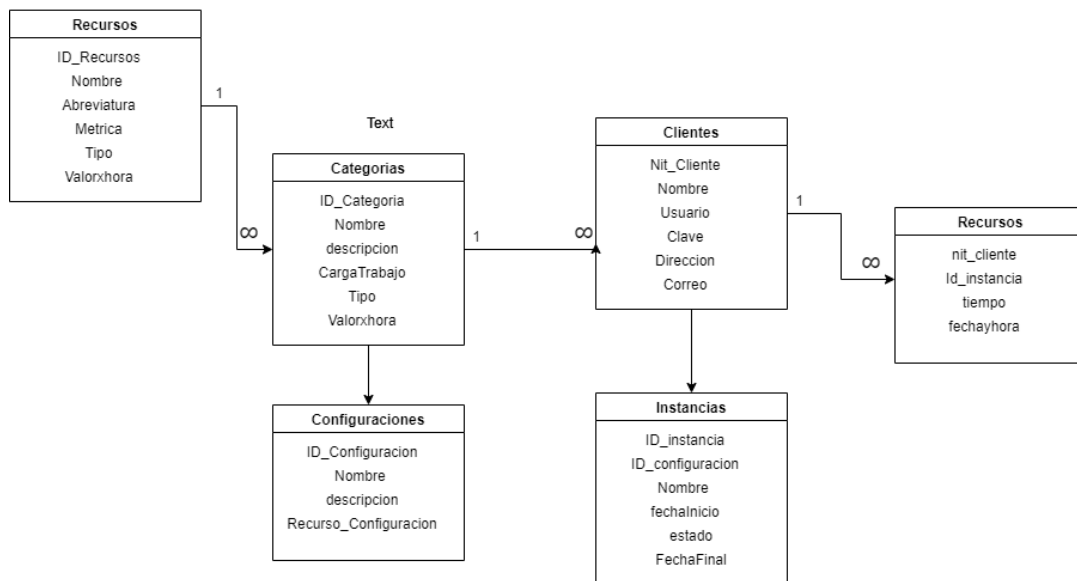 Recursos
ID_Recursos
Nombre
Abreviatura
Metrica
Tipo
Valorxhora
1
∞
Text
Categorias
ID_Categoria
Nombre
descripcion
CargaTrabajo
Tipo
Valorxhora
1
∞
Clientes
Nit_Cliente
Nombre
Usuario
Clave
Direccion
Correo
1
∞
Recursos
nit_cliente
Id_instancia
tiempo
fechayhora
Configuraciones
ID_Configuracion
Nombre
descripcion
Recurso_Configuracion
Instancias
ID_instancia
ID_configuracion
Nombre
fechaInicio
estado
FechaFinal